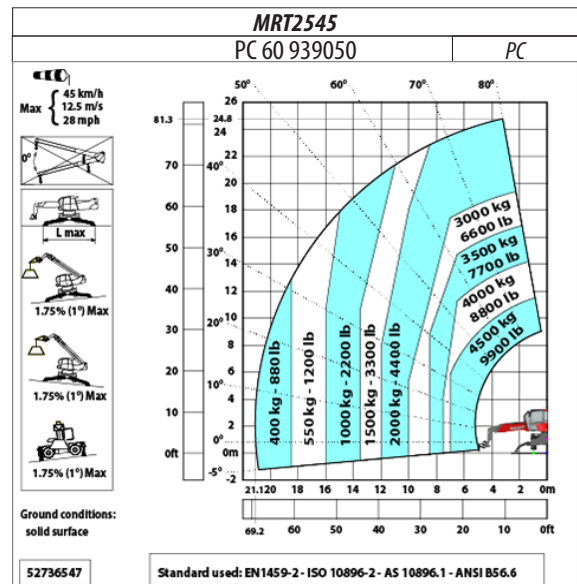 MRT2545
PC 60 939050
PC
Max { 45 km/h
12.5 m/s
28 mph
0°
L max
1.75% (1°) Max
1.75% (1°) Max
1.75% (1°) Max
Ground conditions:
solid surface
52736547
50°
60°
70°
80°
26
81.3
24.8
24
22
70
40°
20
18
60
16
50
14
30°
12
40
10
20°
30
8
6
20
10°
4
10
2
0°
0ft
0m
-5°
-2
3000 kg
6600 lb
3500 kg
7700 lb
4000 kg
8800 lb
4500 kg
9900 lb
400 kg - 880 lb
550 kg - 1200 lb
1000 kg - 2200 lb
1500 kg - 3300 lb
2000 kg - 4400 lb
21.1 20 18 16 14 12 10 8 6 4 2 0m
69.2 60 50 40 30 20 10 0ft
Standard used: EN1459-2 - ISO 10896-2 - AS 10896.1 - ANSI B56.6